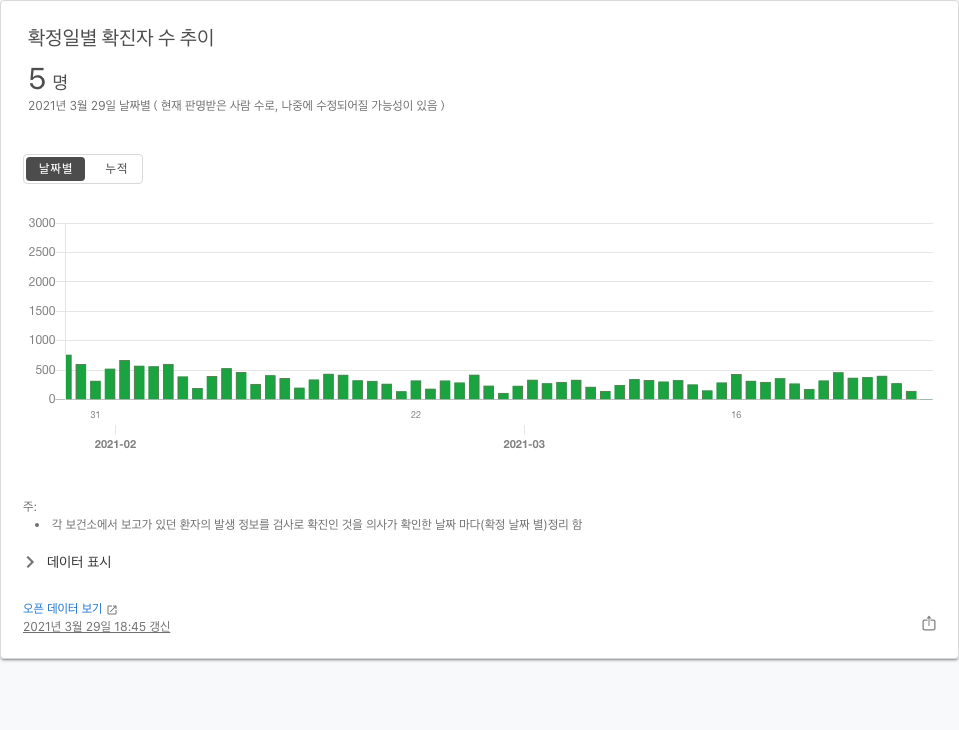 확정일별 확진자 수 추이
5 명
2021년 3월 29일 날짜별 ( 현재 판명받은 사람 수로, 나중에 수정되어질 가능성이 있음 )
날짜별 누적
3000
2500
2000
1500
1000
500
0
31 22 16
2021-02 2021-03
주:
• 각 보건소에서 보고가 있던 환자의 발생 정보를 검사로 확진인 것을 의사가 확인한 날짜 마다(확정 날짜 별)정리 함
데이터 표시
오픈 데이터 보기
2021년 3월 29일 18:45 갱신